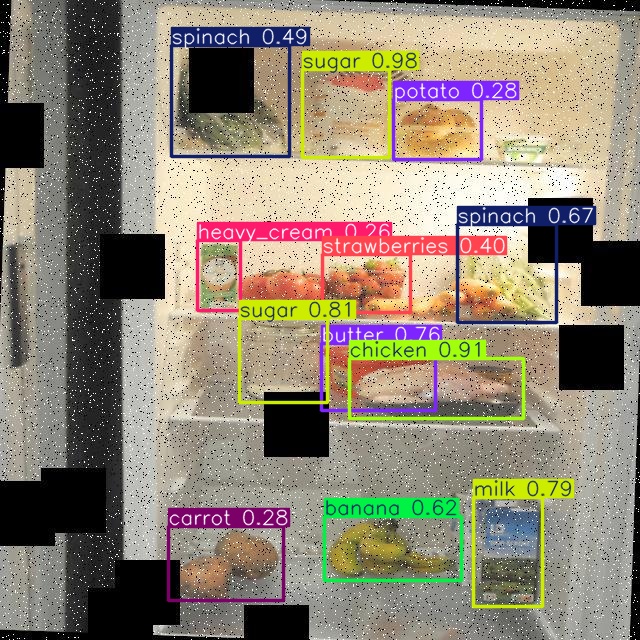 spinach 0.49
sugar 0.98
potato 0.28
spinach 0.67
heavy_cream 0.26
strawberries 0.40
sugar 0.81
butter 0.76
chicken 0.91
milk 0.79
banana 0.62
carrot 0.28